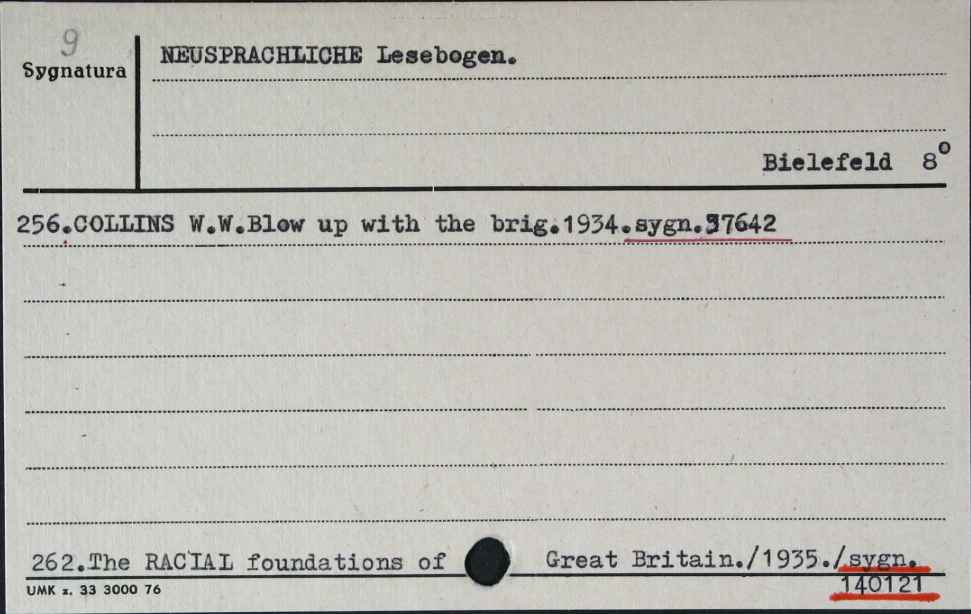 9
Sygnatura
NEUSPRACHLICHE Lesebogen.
Bielefeld 8°
256.COLLINS W.W.Blow up with the brig.1934.sygn.37642
262.The RACIAL foundations of Great Britain./1935./sygn.
140121
UMK z. 33 3000 76